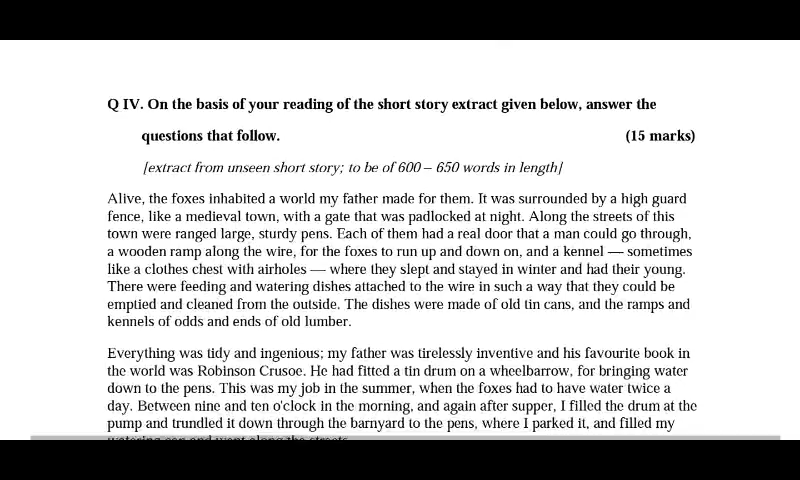 Q IV. On the basis of your reading of the short story extract given below, answer the
questions that follow. (15 marks)
[extract from unseen short story; to be of 600 – 650 words in length]
Alive, the foxes inhabited a world my father made for them. It was surrounded by a high guard
fence, like a medieval town, with a gate that was padlocked at night. Along the streets of this
town were ranged large, sturdy pens. Each of them had a real door that a man could go through,
a wooden ramp along the wire, for the foxes to run up and down on, and a kennel — sometimes
like a clothes chest with airholes — where they slept and stayed in winter and had their young.
There were feeding and watering dishes attached to the wire in such a way that they could be
emptied and cleaned from the outside. The dishes were made of old tin cans, and the ramps and
kennels of odds and ends of old lumber.
Everything was tidy and ingenious; my father was tirelessly inventive and his favourite book in
the world was Robinson Crusoe. He had fitted a tin drum on a wheelbarrow, for bringing water
down to the pens. This was my job in the summer, when the foxes had to have water twice a
day. Between nine and ten o'clock in the morning, and again after supper, I filled the drum at the
pump and trundled it down through the barnyard to the pens, where I parked it, and filled my
watering can and went along the streets.